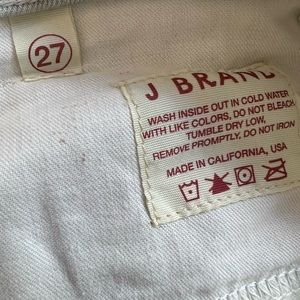 27
J BRAND
WASH INSIDE OUT IN COLD WATER
WITH LIKE COLORS, DO NOT BLEACH
TUMBLE DRY LOW,
REMOVE PROMPTLY, DO NOT IRON
MADE IN CALIFORNIA, USA